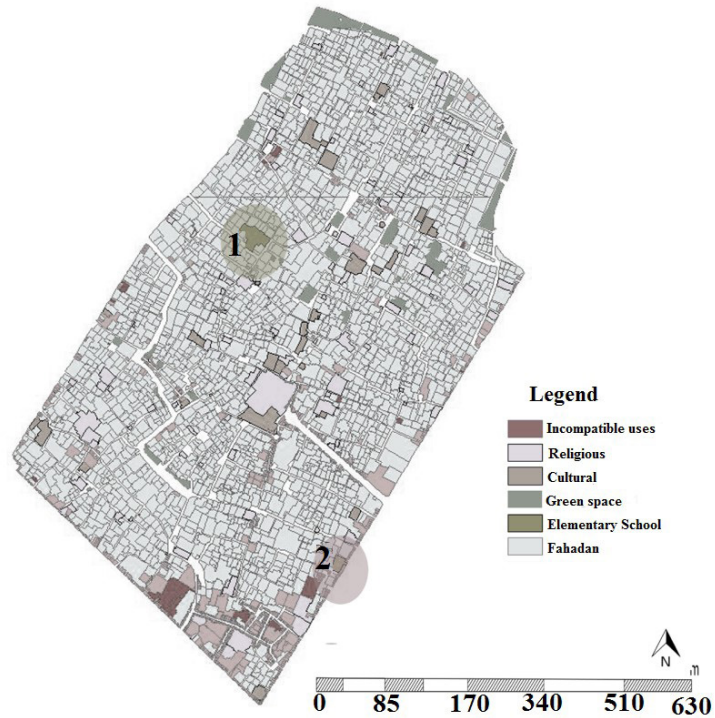 1
Legend
Incompatible uses
Religious
Cultural
Green space
Elementary School
Fahadan
2
N
m
0 85 170 340 510 630